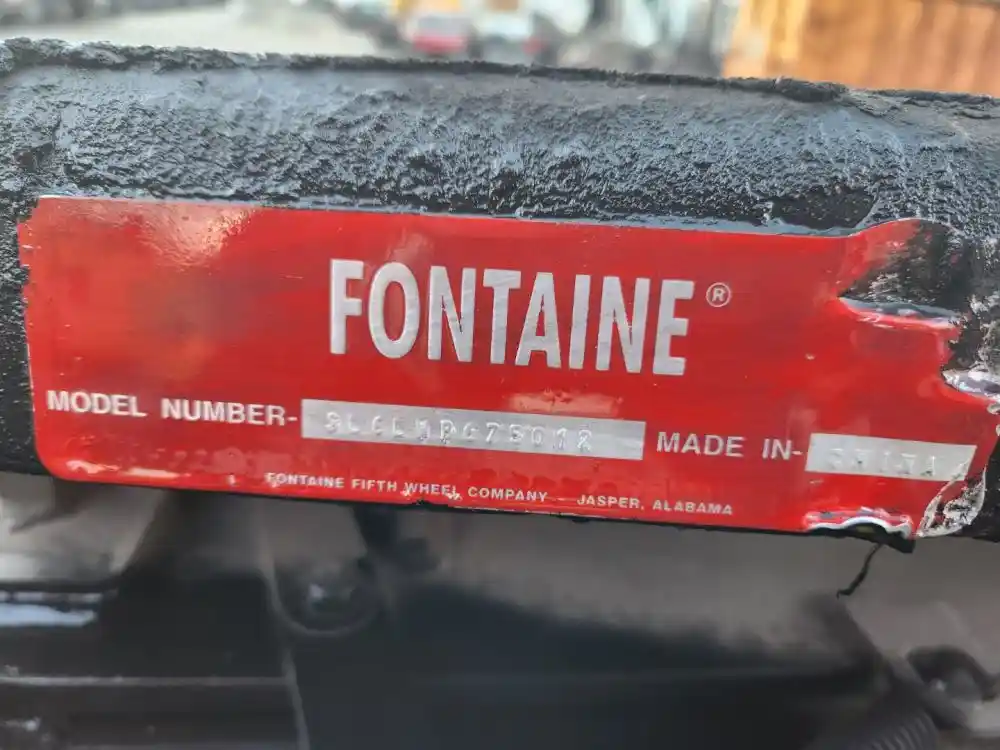 FONTAINE®
MODEL NUMBER- MADE IN-
FONTAINE FIFTH WHEEL COMPANY JASPER, ALABAMA